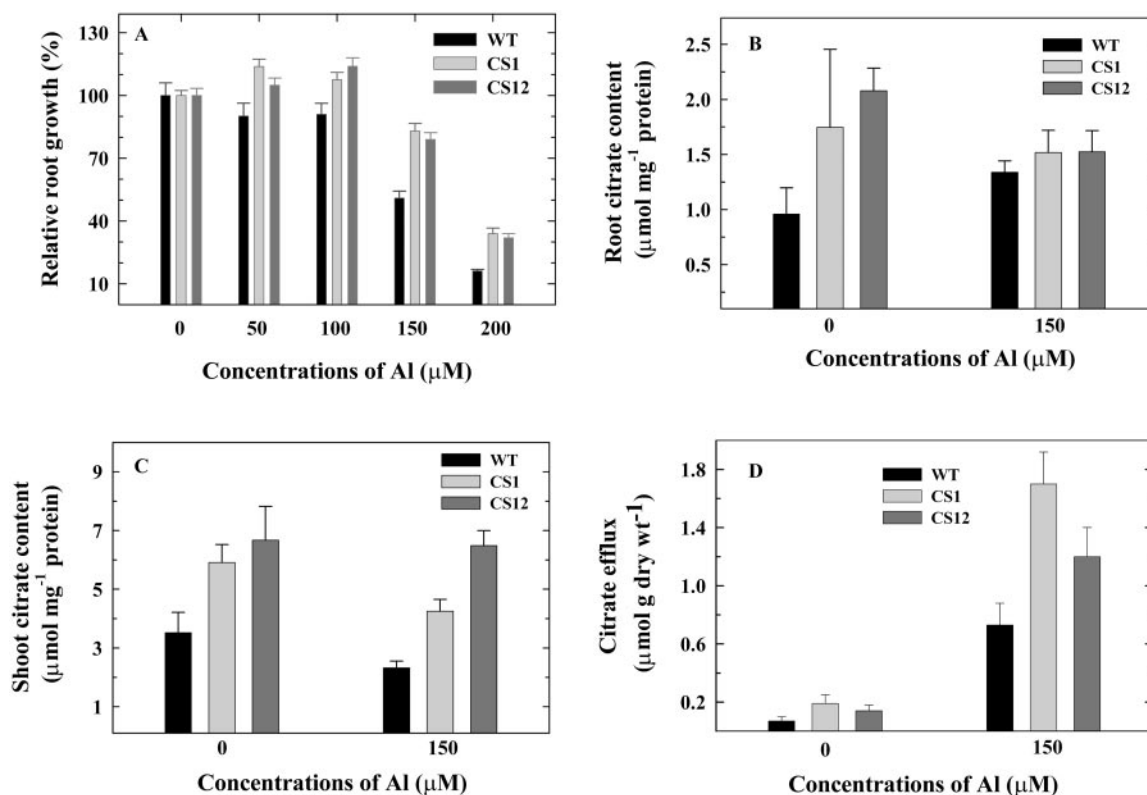 A
WT
CS1
CS12
Relative root growth (%)
130
100
70
40
10
0 50 100 150 200
Concentrations of Al (μM)
B
WT
CS1
CS12
Root citrate content
(μmol mg⁻¹ protein)
2.5
2.0
1.5
1.0
0.5
0 150
Concentrations of Al (μM)
C
WT
CS1
CS12
Shoot citrate content
(μmol mg⁻¹ protein)
9
7
5
3
1
0 150
Concentrations of Al (μM)
D
WT
CS1
CS12
Citrate efflux
(μmol g dry wt⁻¹)
1.8
1.4
1.0
0.6
0.2
0 150
Concentrations of Al (μM)